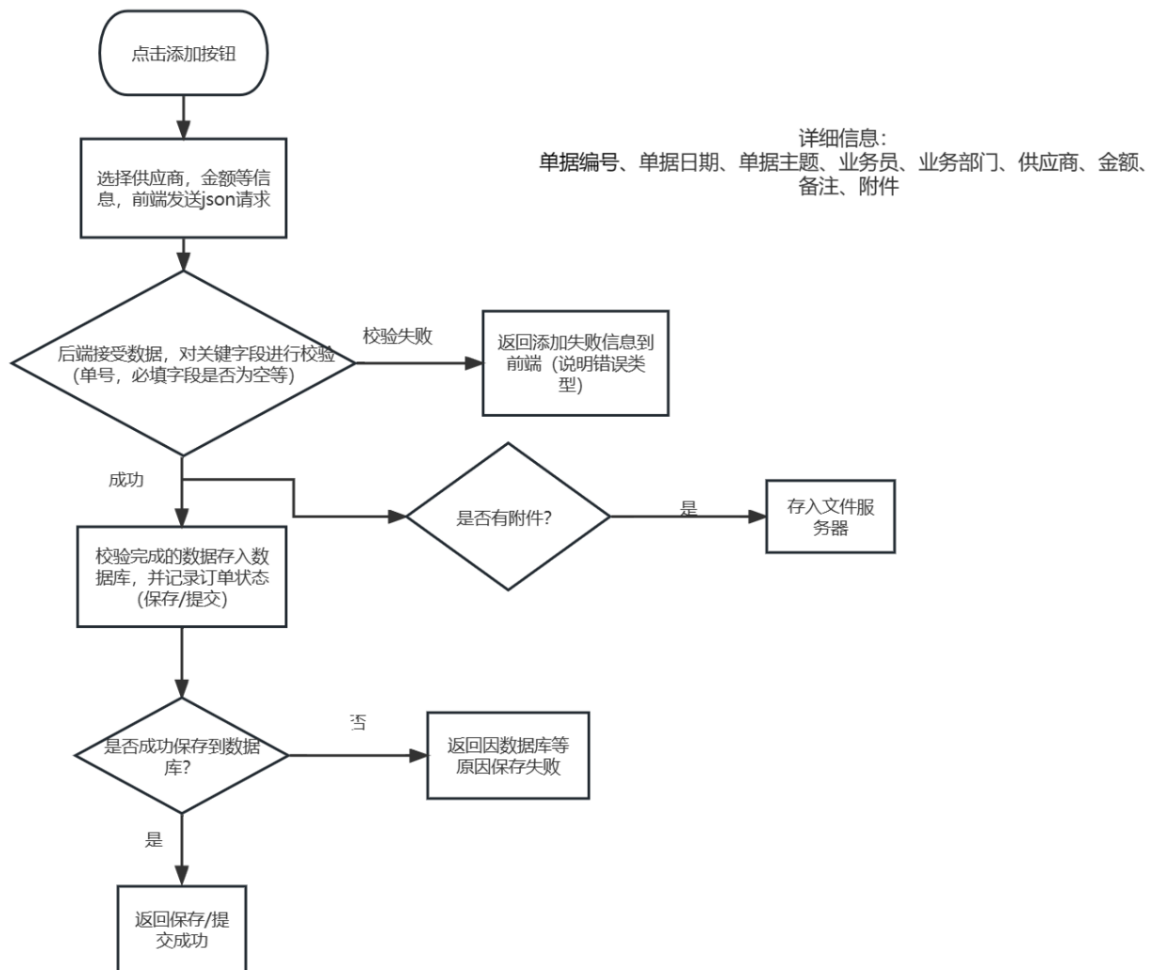 点击添加按钮
详细信息：
单据编号、单据日期、单据主题、业务员、业务部门、供应商、金额、
备注、附件
选择供应商，金额等信
息，前端发送json请求
后端接受数据，对关键字段进行校验
（单号，必填字段是否为空等）
校验失败
返回添加失败信息到
前端（说明错误类
型）
成功
是否有附件？
是
存入文件服
务器
校验完成的数据存入数
据库，并记录订单状态
（保存/提交）
是否成功保存到数据
库？
否
返回因数据库等
原因保存失败
是
返回保存/提
交成功